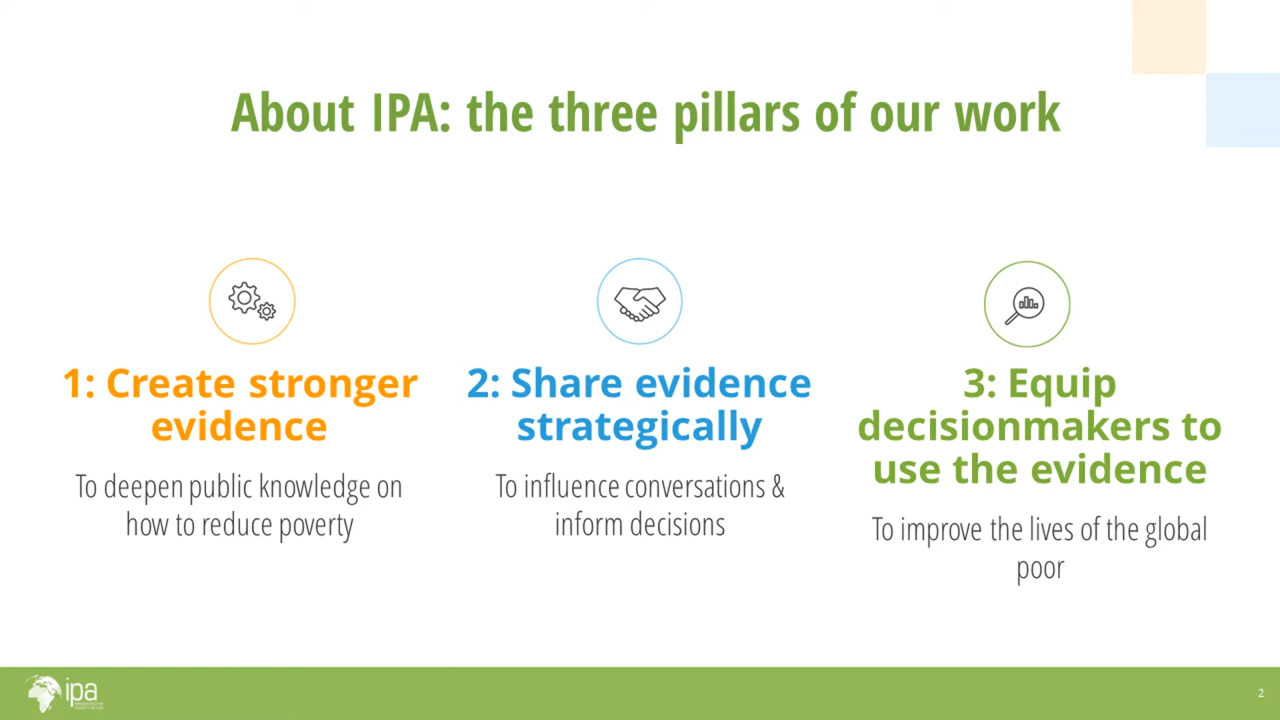 About IPA: the three pillars of our work
1: Create stronger
evidence
To deepen public knowledge on
how to reduce poverty
2: Share evidence
strategically
To influence conversations &
inform decisions
3: Equip
decisionmakers to
use the evidence
To improve the lives of the global
poor
ipa
2